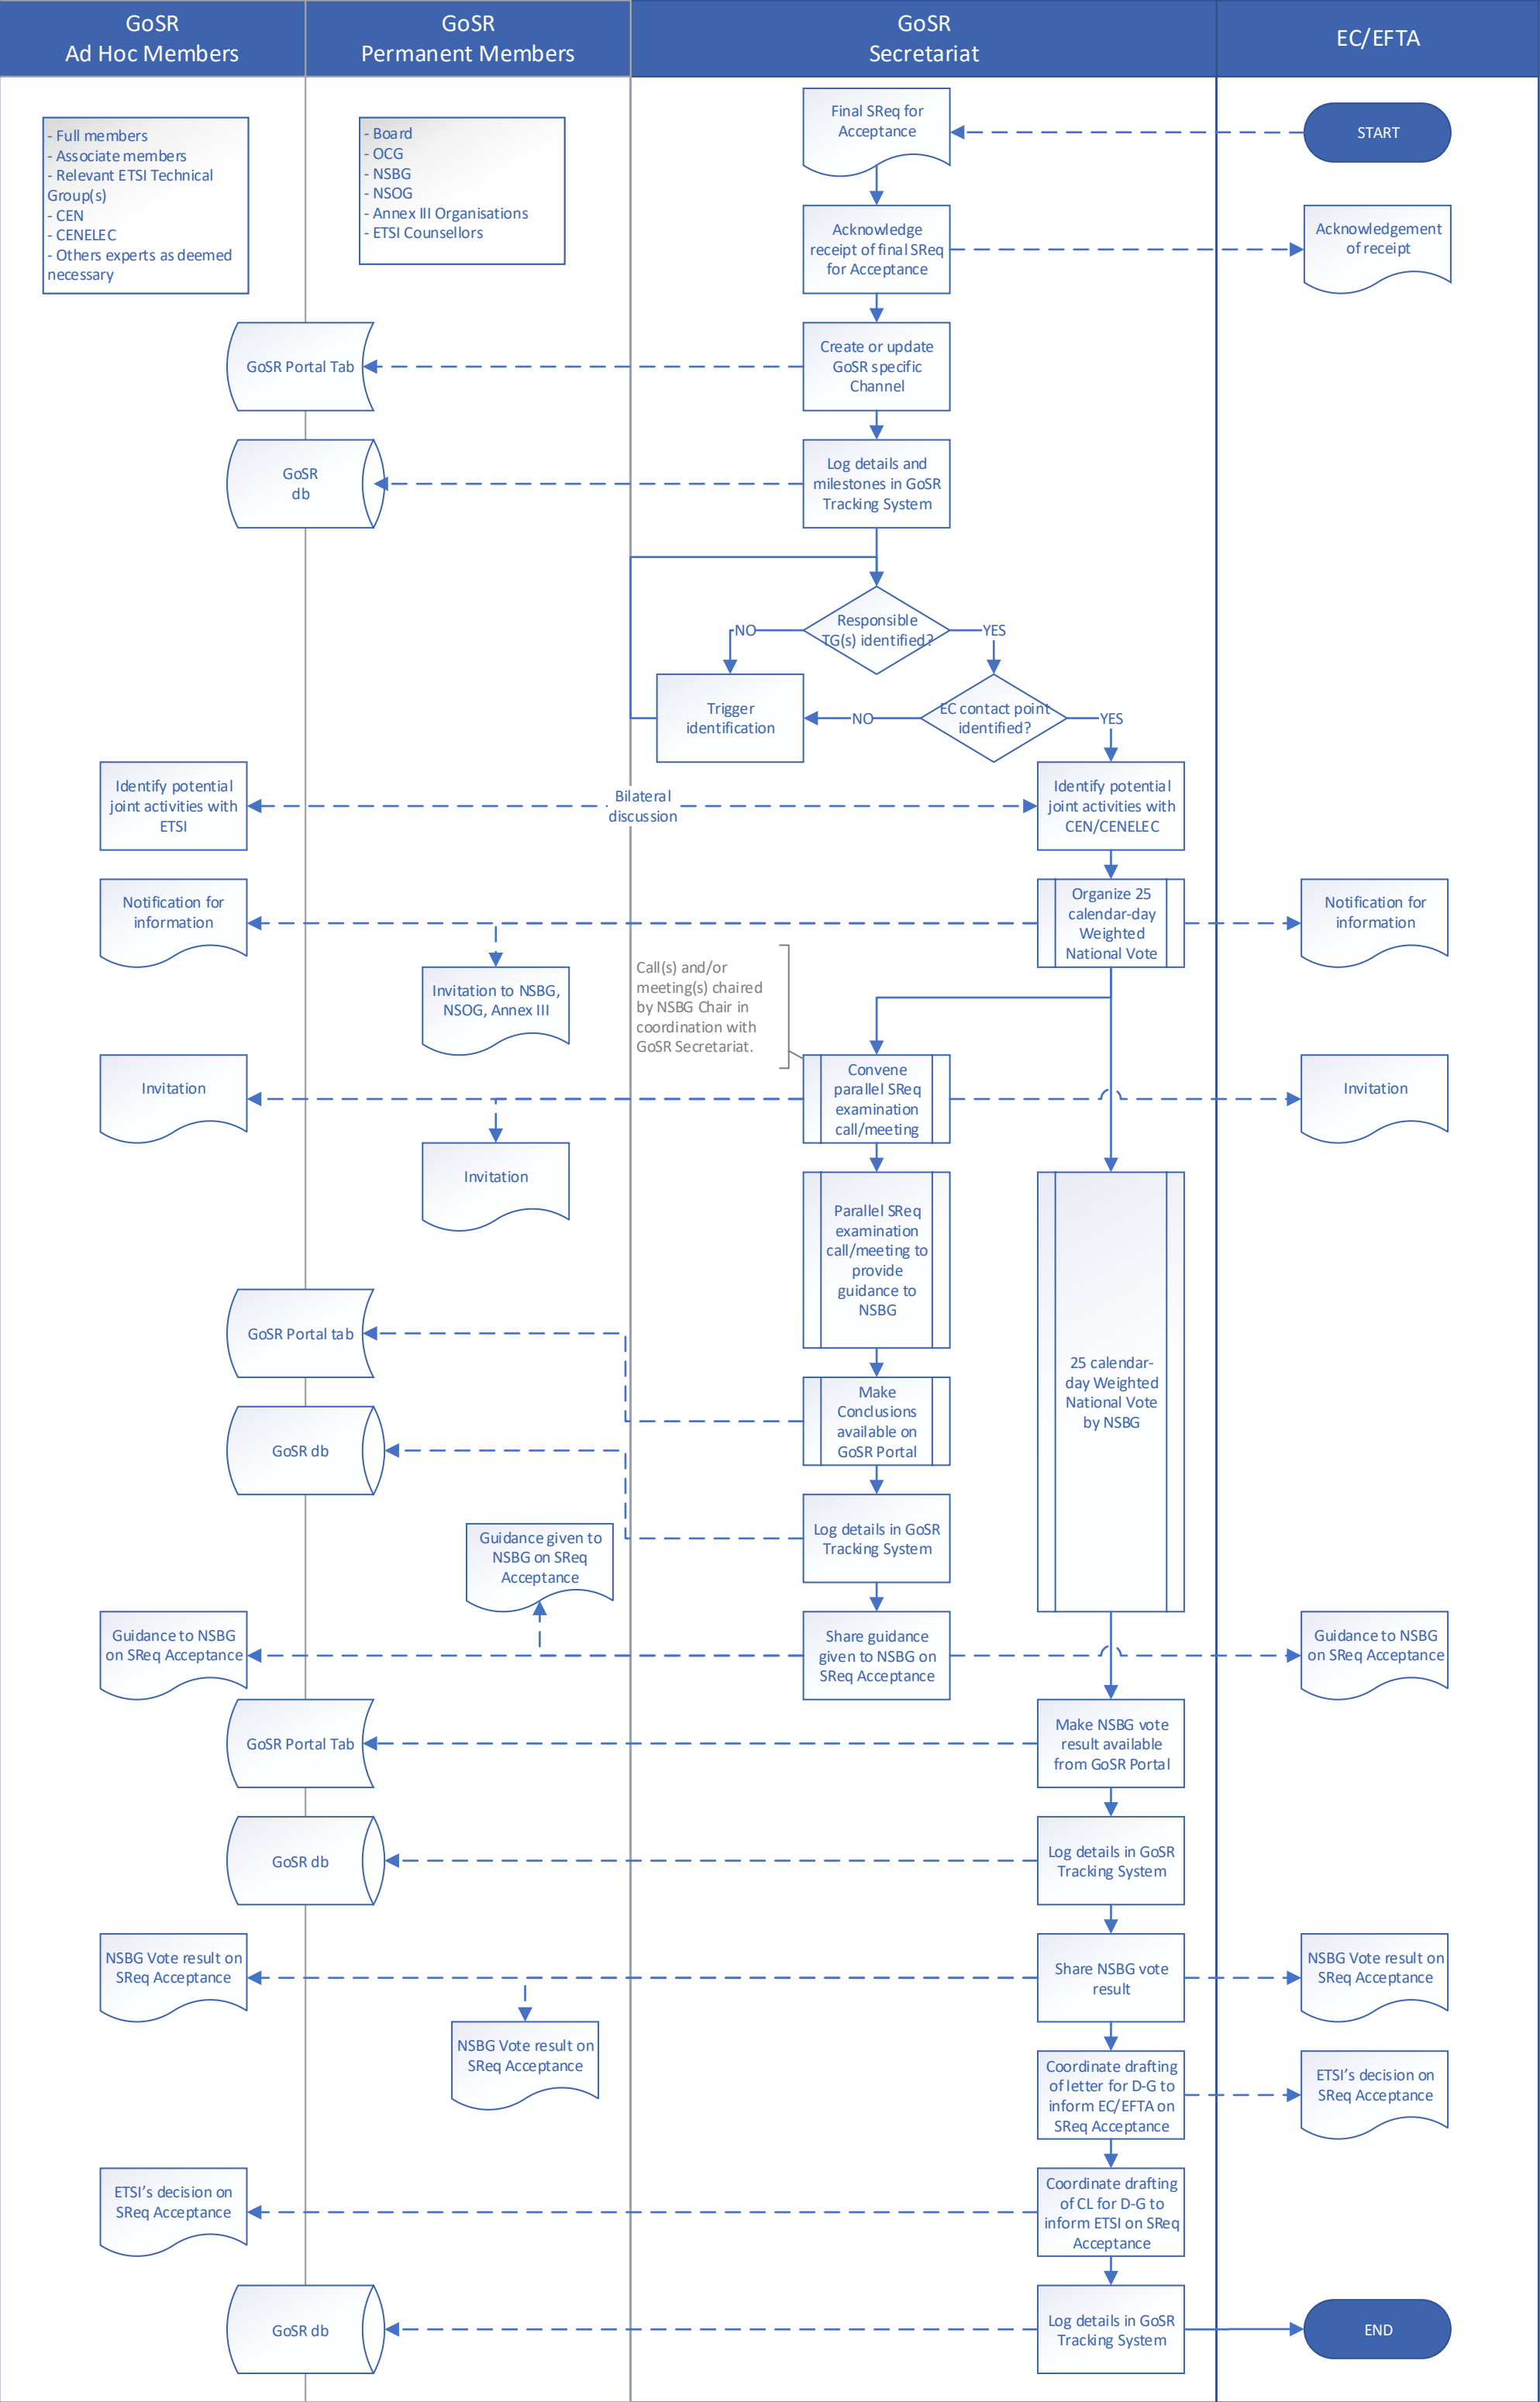 GoSR
Ad Hoc Members
GoSR
Permanent Members
GoSR
Secretariat
EC/EFTA
- Full members
- Associate members
- Relevant ETSI Technical
Group(s)
- CEN
- CENELEC
- Others experts as deemed
necessary
- Board
- OCG
- NSBG
- NSOG
- Annex III Organisations
- ETSI Counsellors
Final SReq for
Acceptance
START
Acknowledge
receipt of final SReq
for Acceptance
Acknowledgement
of receipt
GoSR Portal Tab
Create or update
GoSR specific
Channel
GoSR
db
Log details and
milestones in GoSR
Tracking System
Responsible
TG(s) identified?
NO
YES
Trigger
identification
NO
EC contact point
identified?
YES
Identify potential
joint activities with
ETSI
Bilateral
discussion
Identify potential
joint activities with
CEN/CENELEC
Notification for
information
Organize 25
calendar-day
Weighted
National Vote
Notification for
information
Invitation to NSBG,
NSOG, Annex III
Call(s) and/or
meeting(s) chaired
by NSBG Chair in
coordination with
GoSR Secretariat.
Invitation
Convene
parallel SReq
examination
call/meeting
Invitation
Invitation
Parallel SReq
examination
call/meeting to
provide
guidance to
NSBG
GoSR Portal tab
25 calendar-
day Weighted
National Vote
by NSBG
Make
Conclusions
available on
GoSR Portal
GoSR db
Log details in GoSR
Tracking System
Guidance given to
NSBG on SReq
Acceptance
Guidance to NSBG
on SReq Acceptance
Share guidance
given to NSBG on
SReq Acceptance
Guidance to NSBG
on SReq Acceptance
GoSR Portal Tab
Make NSBG vote
result available
from GoSR Portal
GoSR db
Log details in GoSR
Tracking System
NSBG Vote result on
SReq Acceptance
Share NSBG vote
result
NSBG Vote result on
SReq Acceptance
NSBG Vote result on
SReq Acceptance
Coordinate drafting
of letter for D-G to
inform EC/EFTA on
SReq Acceptance
ETSI's decision on
SReq Acceptance
ETSI's decision on
SReq Acceptance
Coordinate drafting
of CL for D-G to
inform ETSI on SReq
Acceptance
GoSR db
Log details in GoSR
Tracking System
END